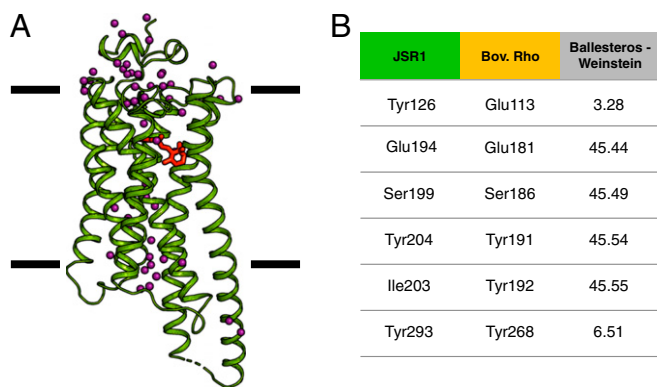 A
B
JSR1 Bov. Rho Ballesteros -
Weinstein
Tyr126 Glu113 3.28
Glu194 Glu181 45.44
Ser199 Ser186 45.49
Tyr204 Tyr191 45.54
Ile203 Tyr192 45.55
Tyr293 Tyr268 6.51